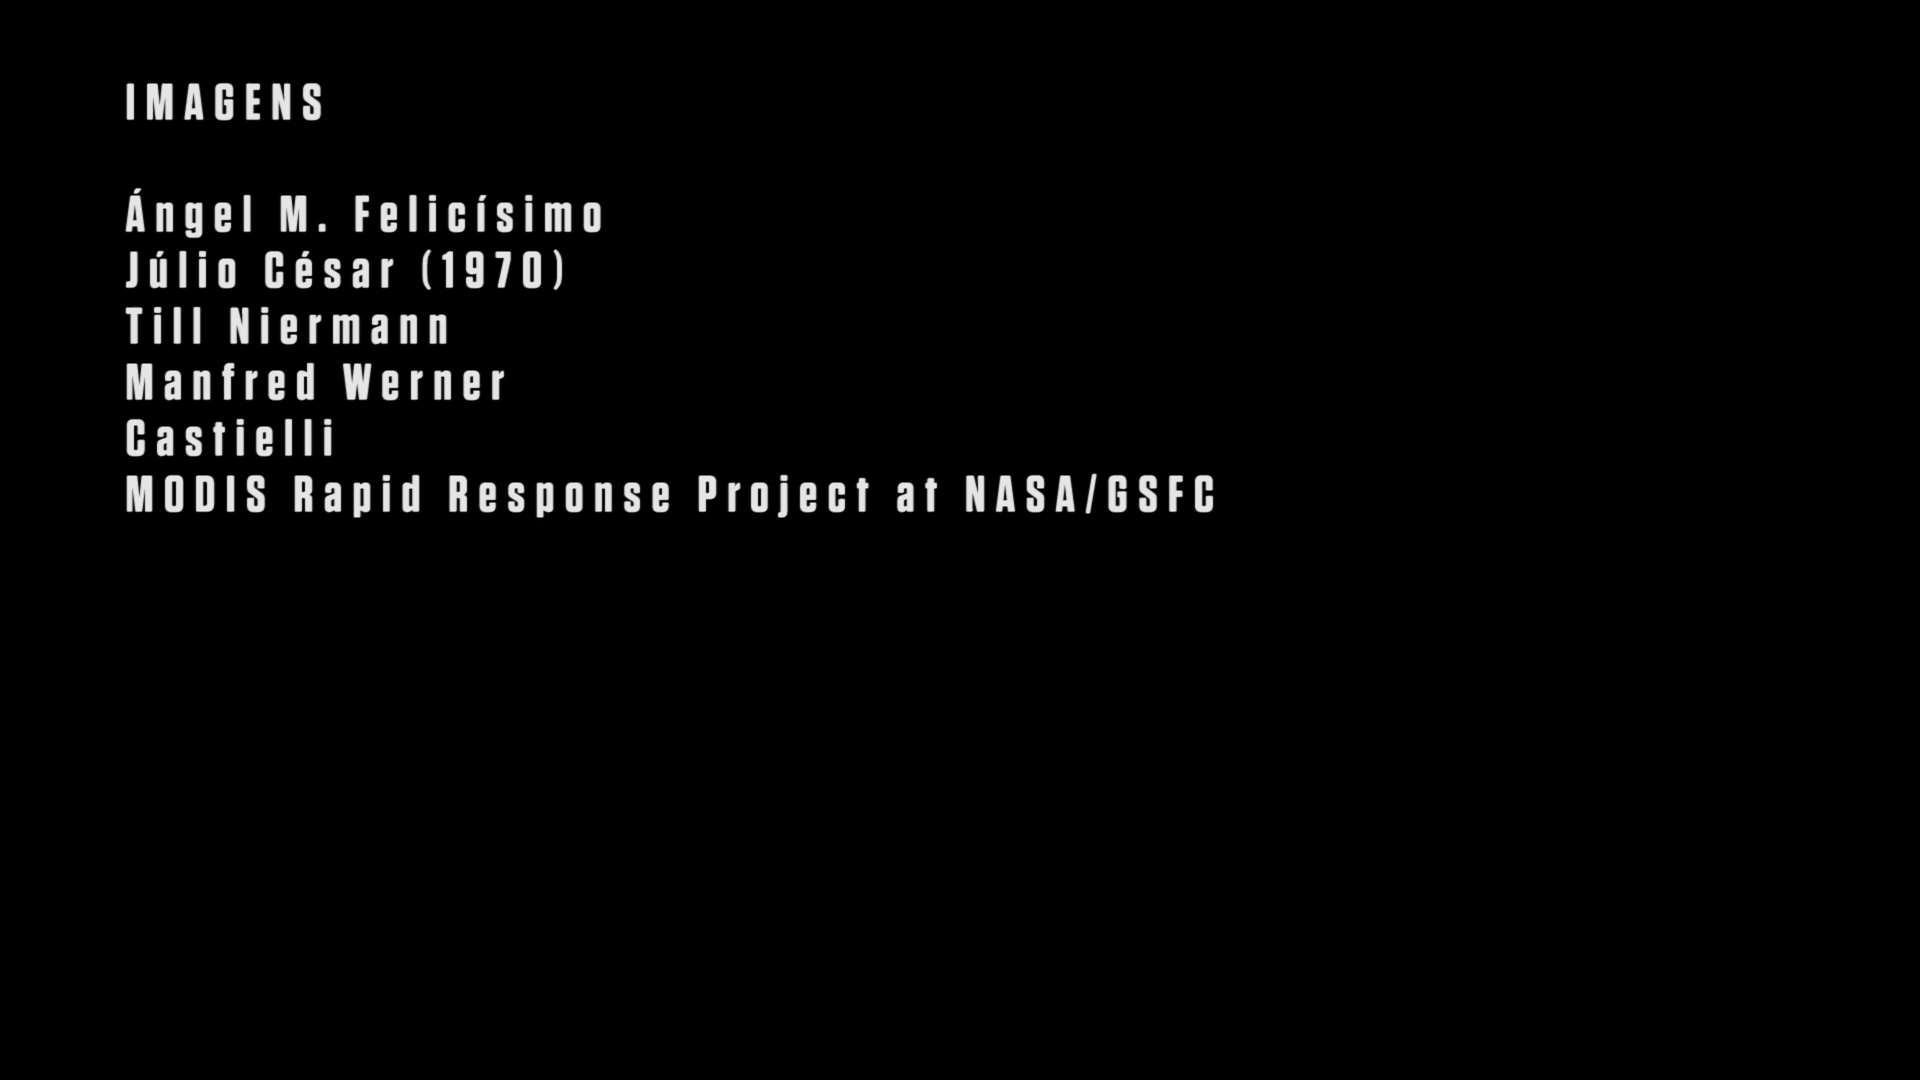 IMAGENS
Ángel M. Felicísimo
Júlio César (1970)
Till Niermann
Manfred Werner
Castielli
MODIS Rapid Response Project at NASA/GSFC